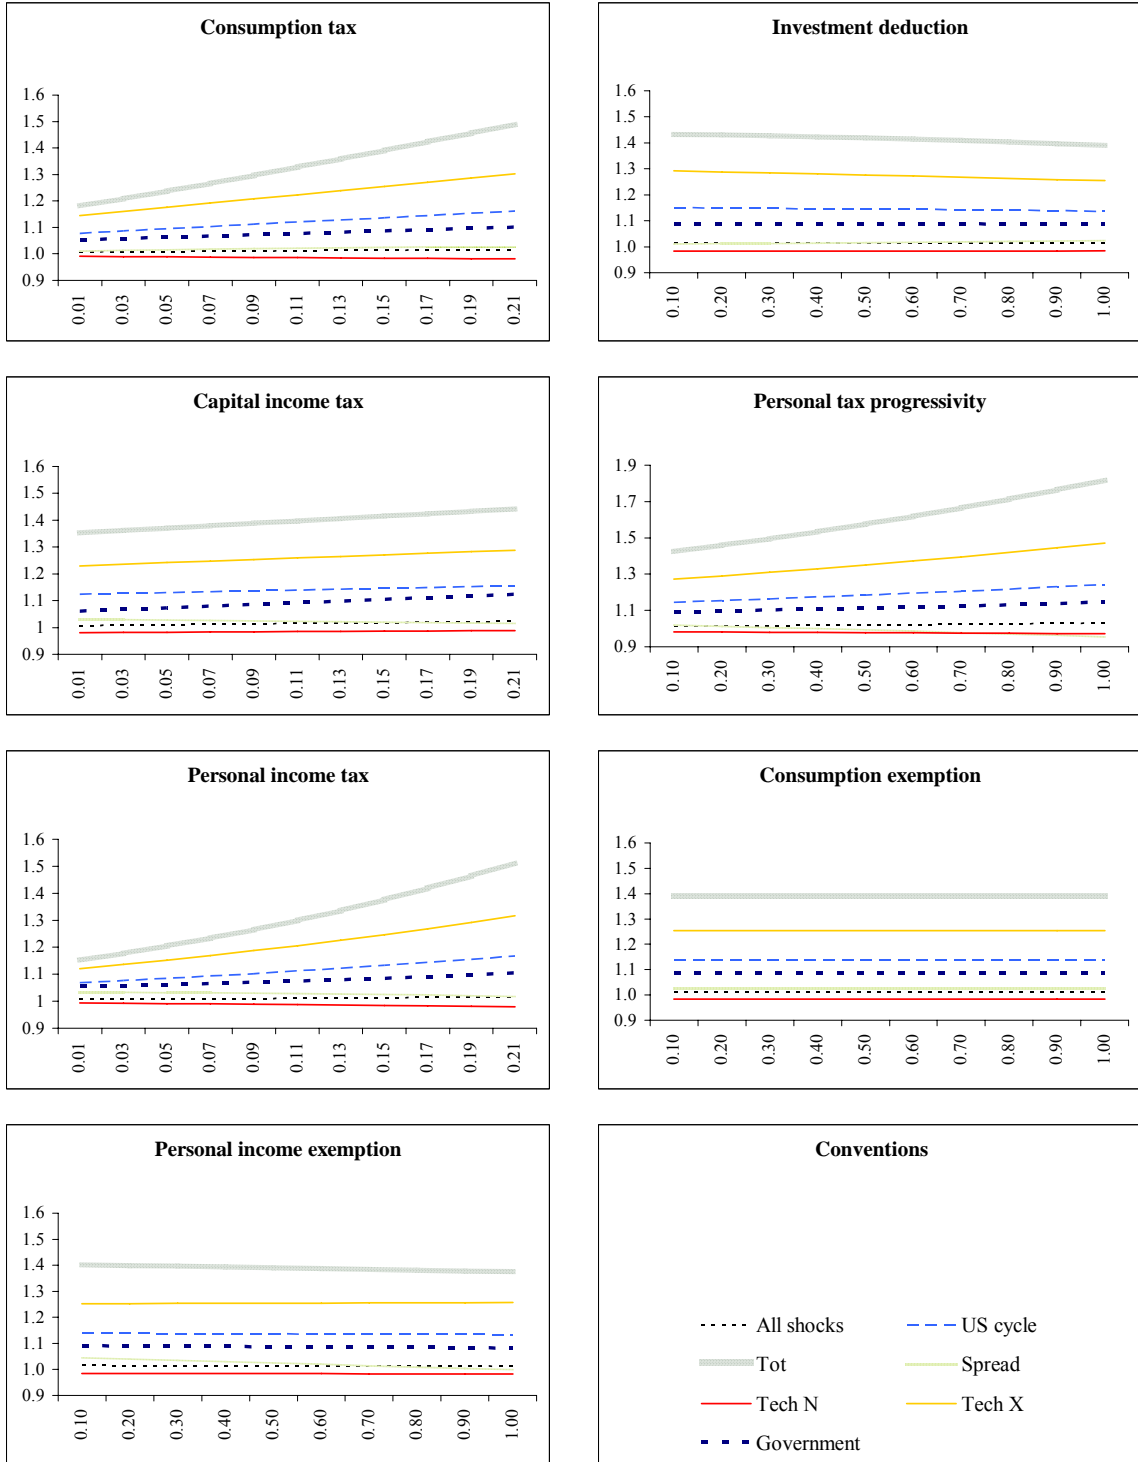 Consumption tax
1.6
1.5
1.4
1.3
1.2
1.1
1.0
0.9
0.01 0.03 0.05 0.07 0.09 0.11 0.13 0.15 0.17 0.19 0.21
Investment deduction
1.6
1.5
1.4
1.3
1.2
1.1
1.0
0.9
0.10 0.20 0.30 0.40 0.50 0.60 0.70 0.80 0.90 1.00
Capital income tax
1.6
1.5
1.4
1.3
1.2
1.1
1
0.9
0.01 0.03 0.05 0.07 0.09 0.11 0.13 0.15 0.17 0.19 0.21
Personal tax progressivity
1.9
1.7
1.5
1.3
1.1
0.9
0.10 0.20 0.30 0.40 0.50 0.60 0.70 0.80 0.90 1.00
Personal income tax
1.6
1.5
1.4
1.3
1.2
1.1
1
0.9
0.01 0.03 0.05 0.07 0.09 0.11 0.13 0.15 0.17 0.19 0.21
Consumption exemption
1.6
1.5
1.4
1.3
1.2
1.1
1.0
0.9
0.10 0.20 0.30 0.40 0.50 0.60 0.70 0.80 0.90 1.00
Personal income exemption
1.6
1.5
1.4
1.3
1.2
1.1
1.0
0.9
0.10 0.20 0.30 0.40 0.50 0.60 0.70 0.80 0.90 1.00
Conventions
All shocks US cycle
Tot Spread
Tech N Tech X
Government